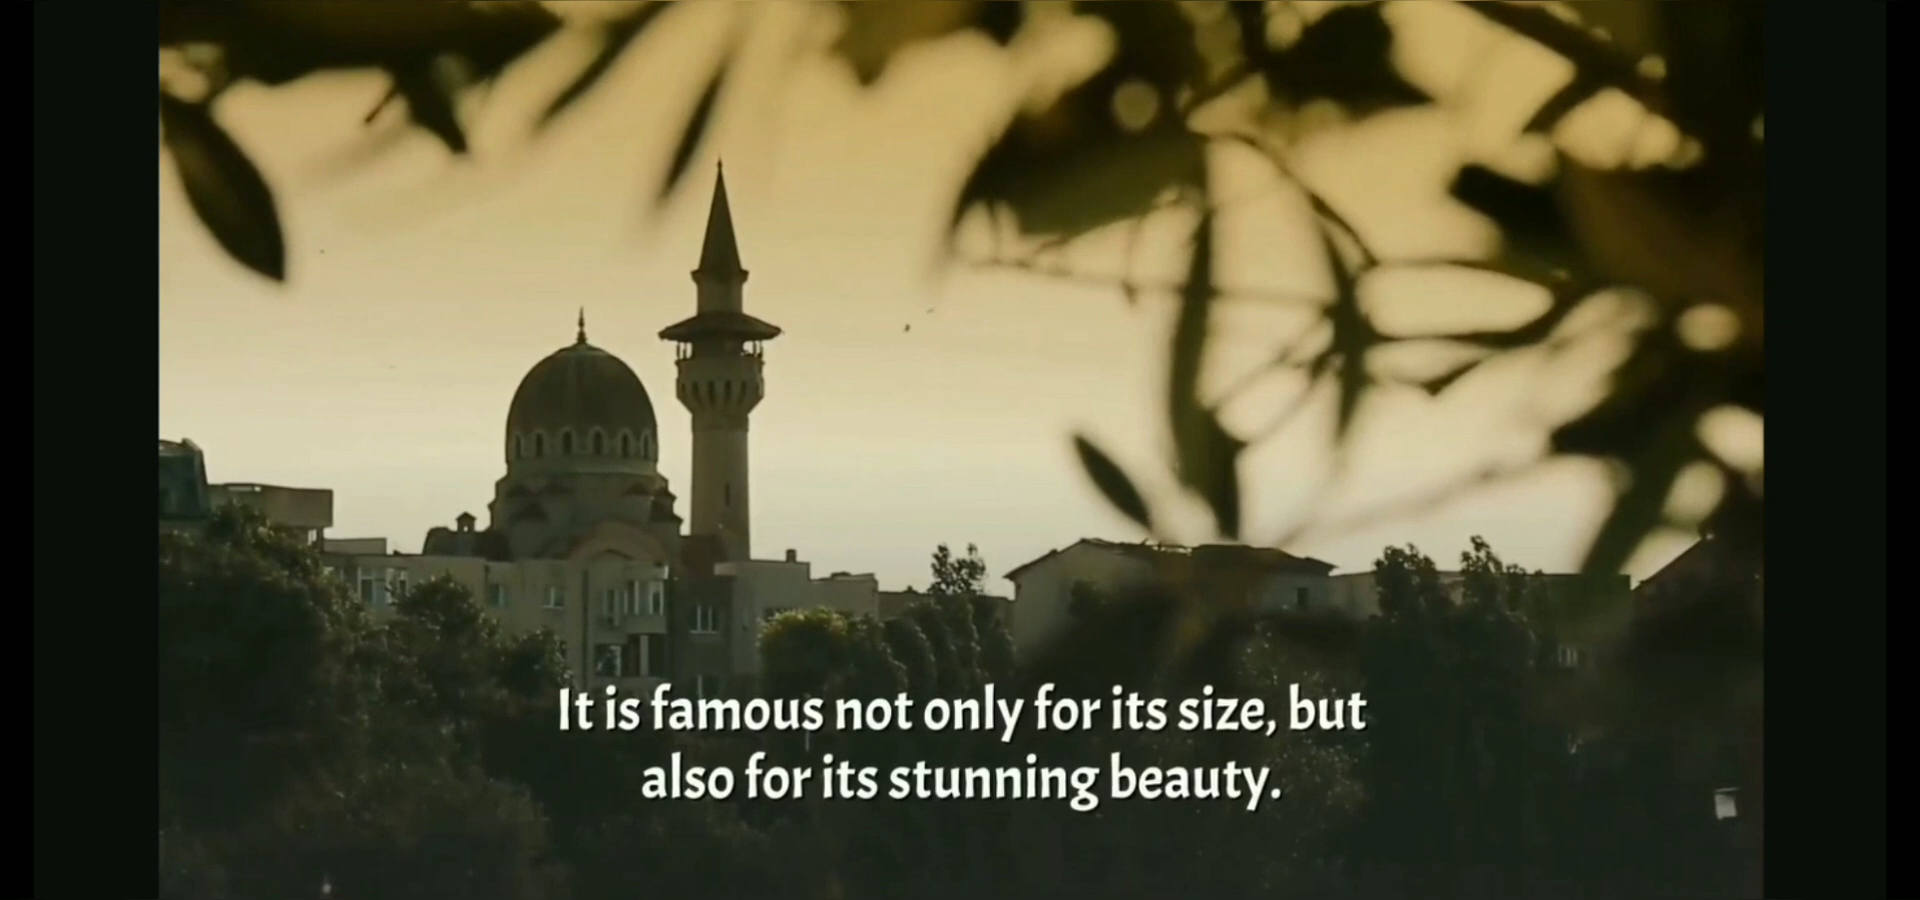 It is famous not only for its size, but
also for its stunning beauty.